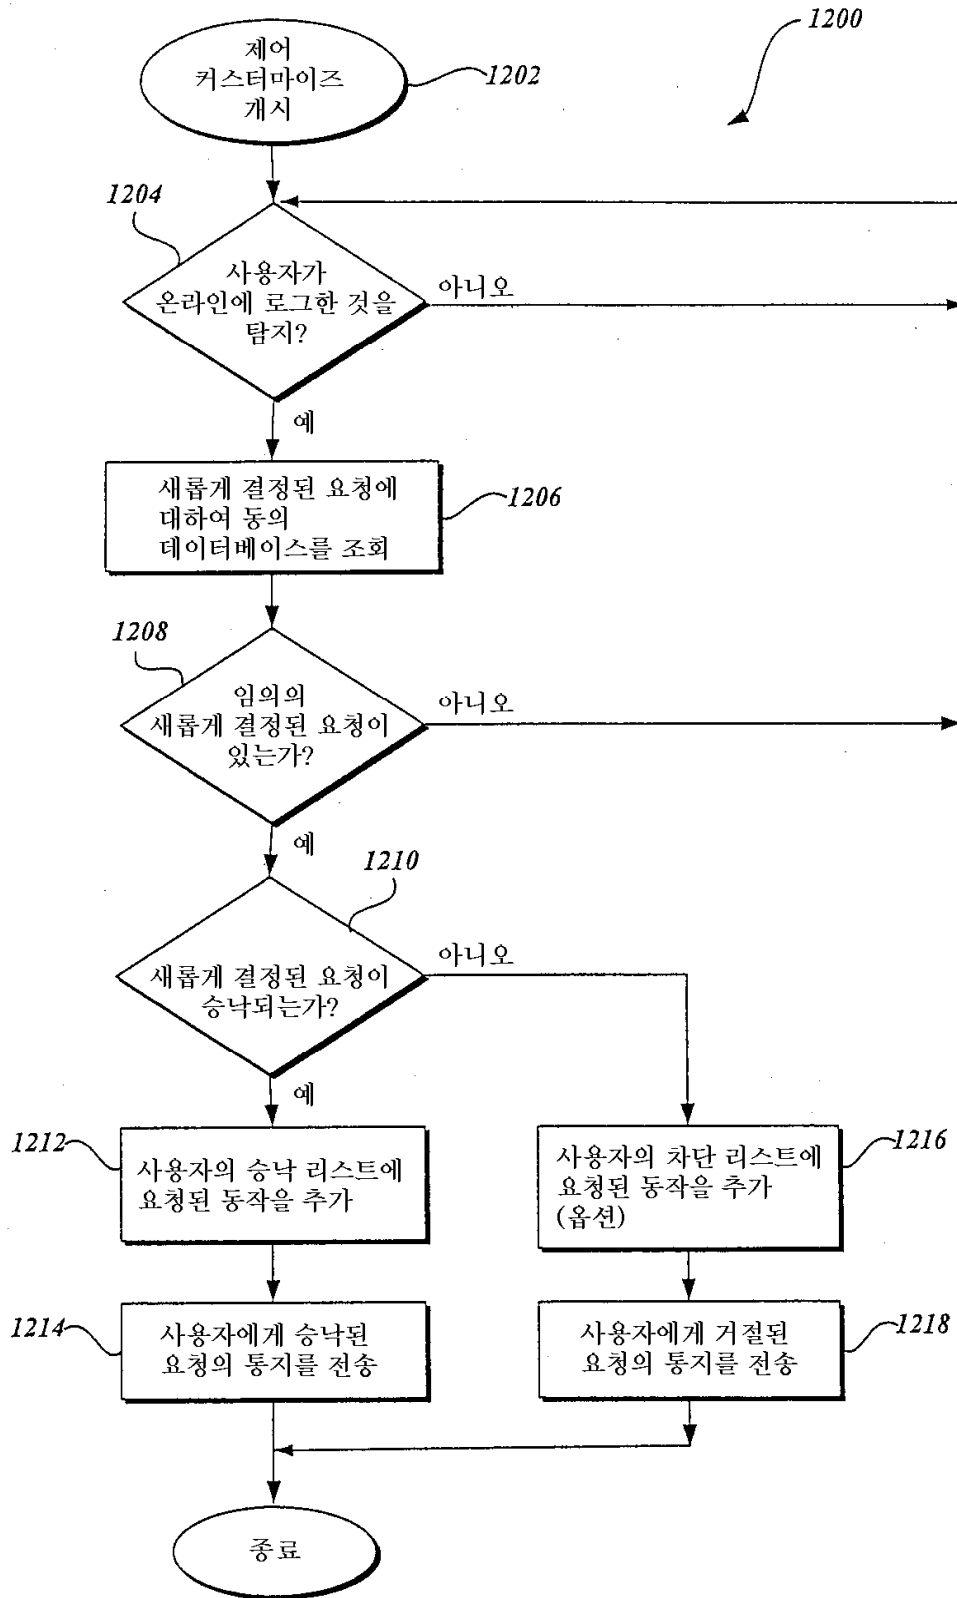 1200
제어
커스터마이즈
개시
1202
1204
사용자가
온라인에 로그한 것을
탐지?
아니오
예
새롭게 결정된 요청에
대하여 동의
데이터베이스를 조회
1206
1208
임의의
새롭게 결정된 요청이
있는가?
아니오
예
1210
새롭게 결정된 요청이
승낙되는가?
아니오
예
1212
사용자의 승낙 리스트에
요청된 동작을 추가
사용자의 차단 리스트에
요청된 동작을 추가
(옵션)
1216
1214
사용자에게 승낙된
요청의 통지를 전송
사용자에게 거절된
요청의 통지를 전송
1218
종료